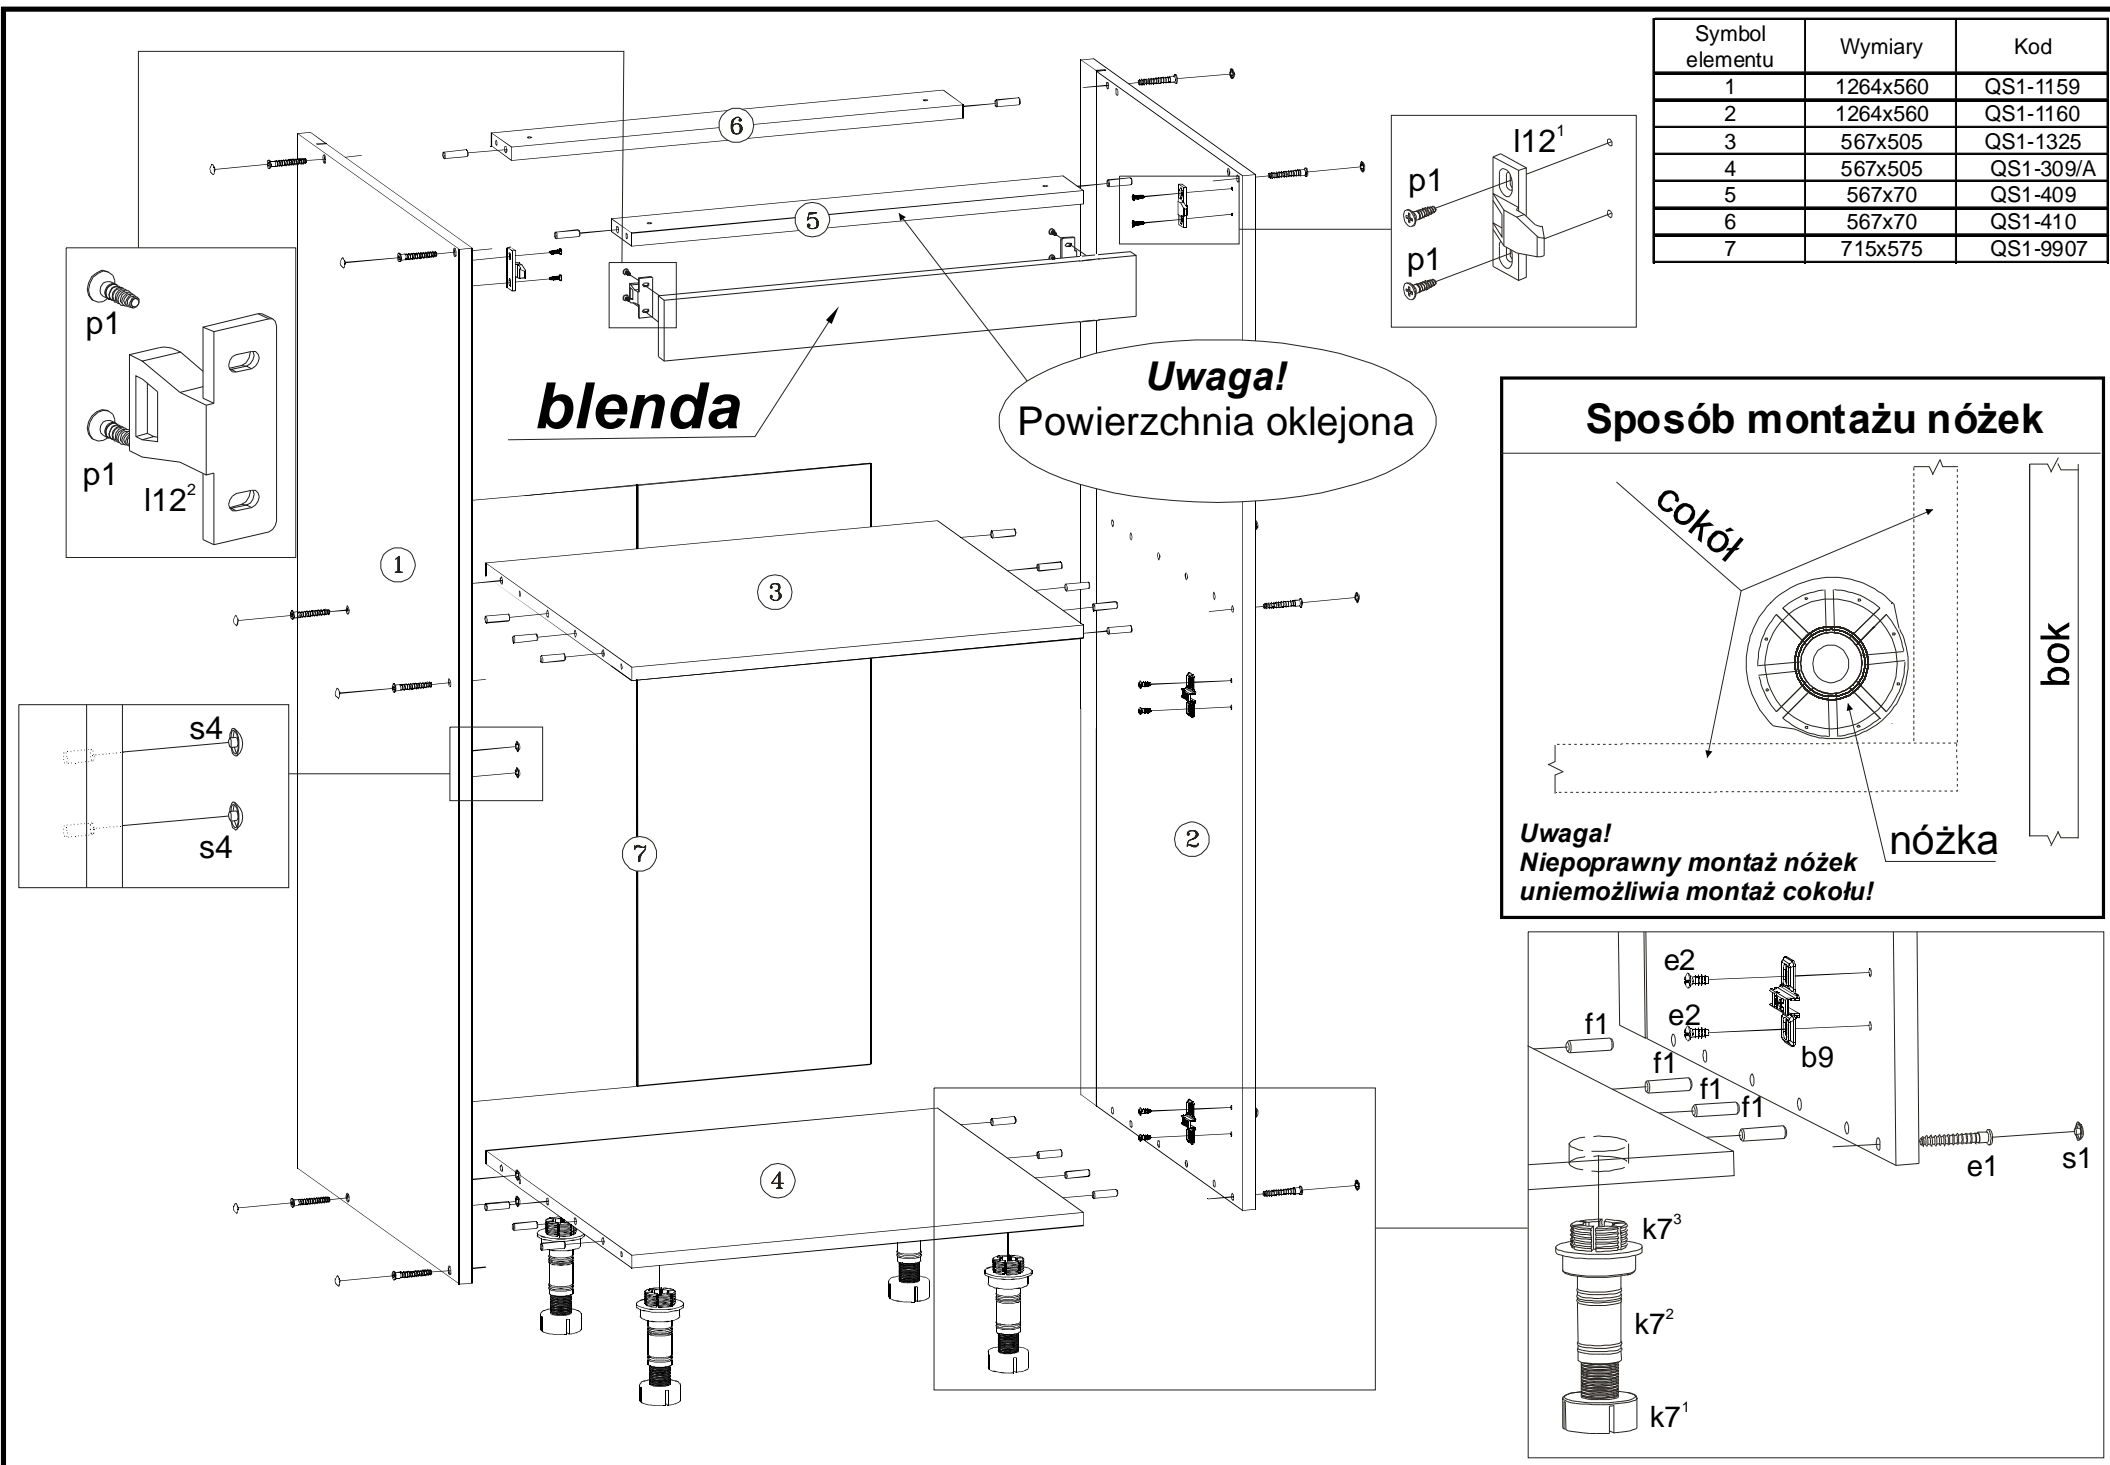 Symbol elementu Wymiary Kod
1 1264x560 QS1-1159
2 1264x560 QS1-1160
3 567x505 QS1-1325
4 567x505 QS1-309/A
5 567x70 QS1-409
6 567x70 QS1-410
7 715x575 QS1-9907
6
5
l12¹
p1
p1
p1
p1
l12²
blenda
Uwaga!
Powierzchnia oklejona
1
3
s4
s4
7
2
4
Sposób montażu nóżek
cokół
bok
nóżka
Uwaga!
Niepoprawny montaż nóżek
uniemożliwia montaż cokołu!
e2
e2
f1
f1
f1
f1
b9
e1
s1
k7³
k7²
k7¹